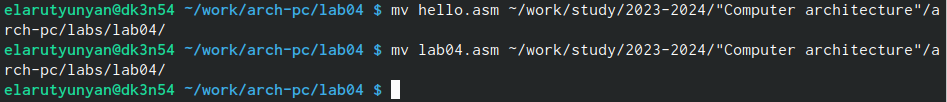 elarutyunyan@dk3n54 ~/work/arch-pc/lab04 $ mv hello.asm ~/work/study/2023-2024/"Computer architecture"/a
rch-pc/labs/lab04/
elarutyunyan@dk3n54 ~/work/arch-pc/lab04 $ mv lab04.asm ~/work/study/2023-2024/"Computer architecture"/a
rch-pc/labs/lab04/
elarutyunyan@dk3n54 ~/work/arch-pc/lab04 $